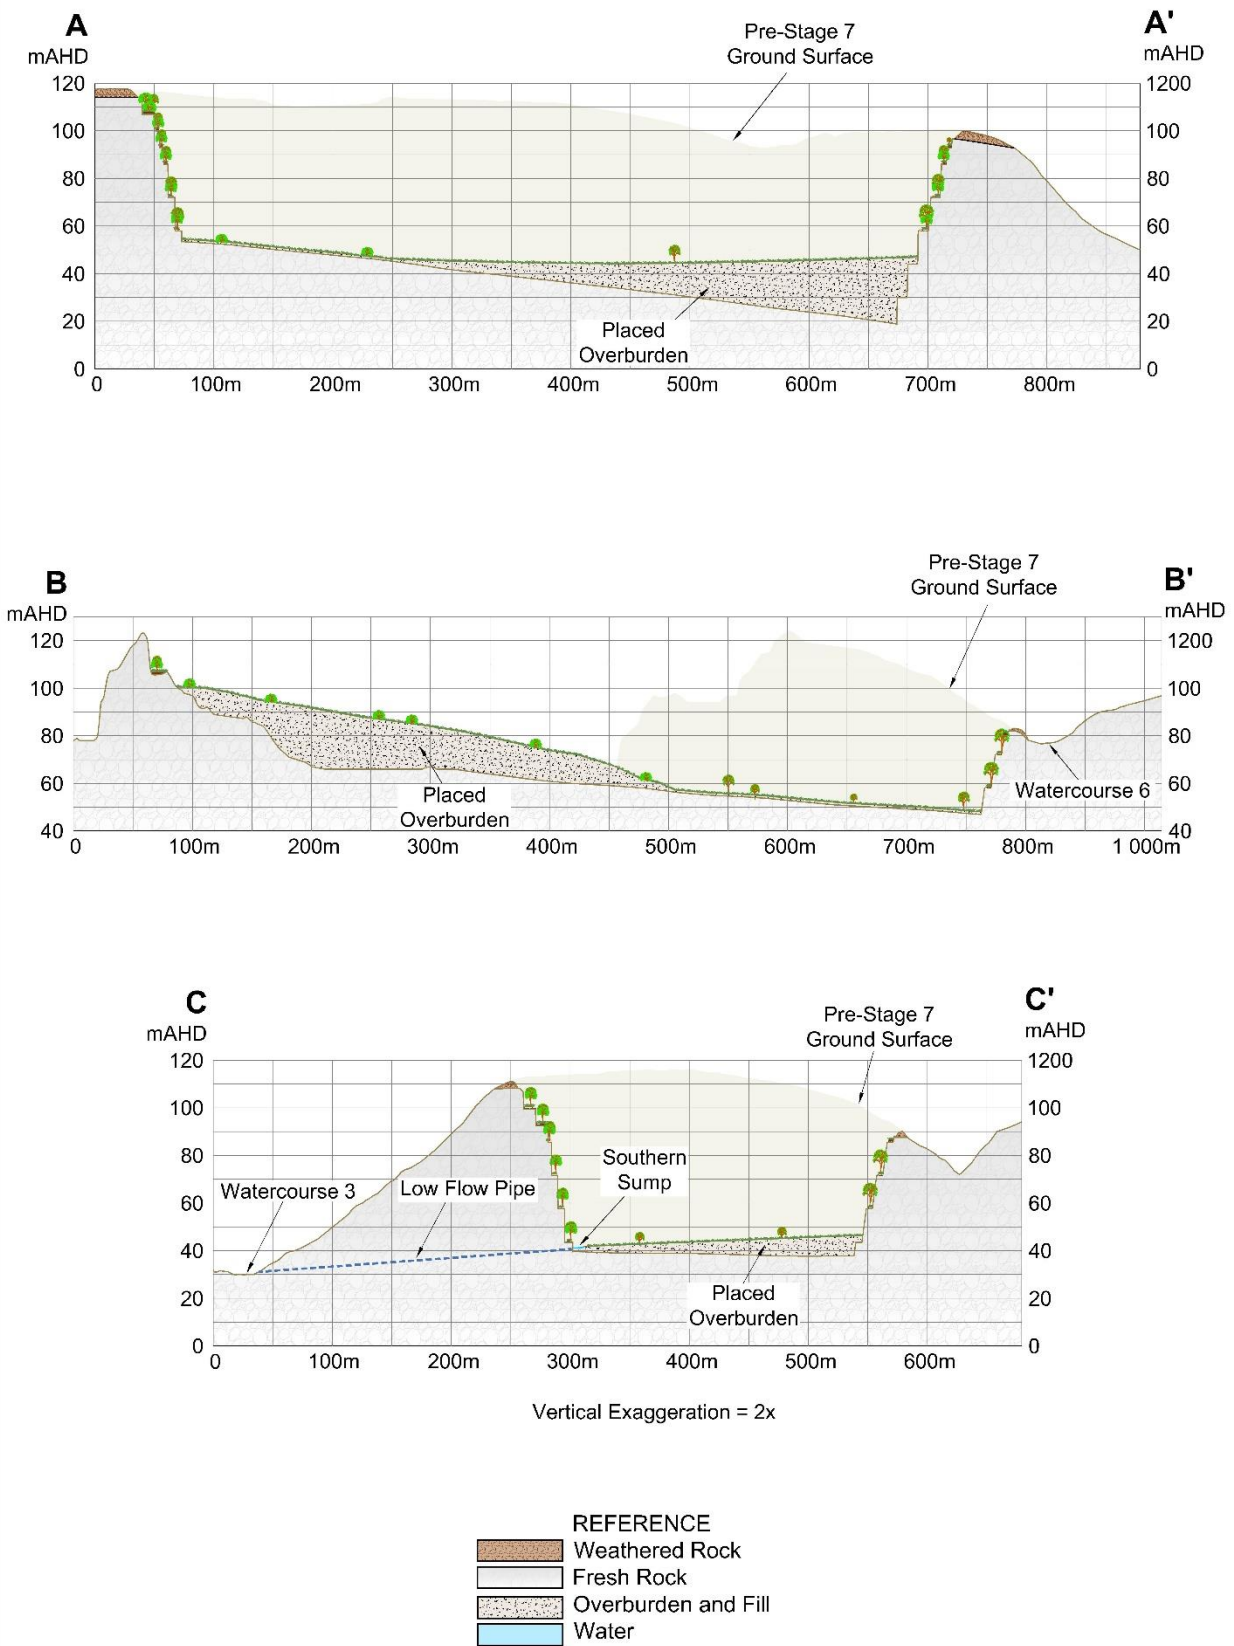 A
A'
mAHD
mAHD
Pre-Stage 7
Ground Surface
120
1200
100
100
80
80
60
60
40
40
20
20
0
0
Placed
Overburden
0
100m
200m
300m
400m
500m
600m
700m
800m
B
B'
mAHD
mAHD
Pre-Stage 7
Ground Surface
120
1200
100
100
80
80
60
60
40
40
Placed
Overburden
Watercourse 6
0
100m
200m
300m
400m
500m
600m
700m
800m
1 000m
C
C'
mAHD
mAHD
Pre-Stage 7
Ground Surface
120
1200
100
100
80
80
60
60
40
40
20
20
0
0
Watercourse 3
Low Flow Pipe
Southern
Sump
Placed
Overburden
0
100m
200m
300m
400m
500m
600m
Vertical Exaggeration = 2x
REFERENCE
Weathered Rock
Fresh Rock
Overburden and Fill
Water